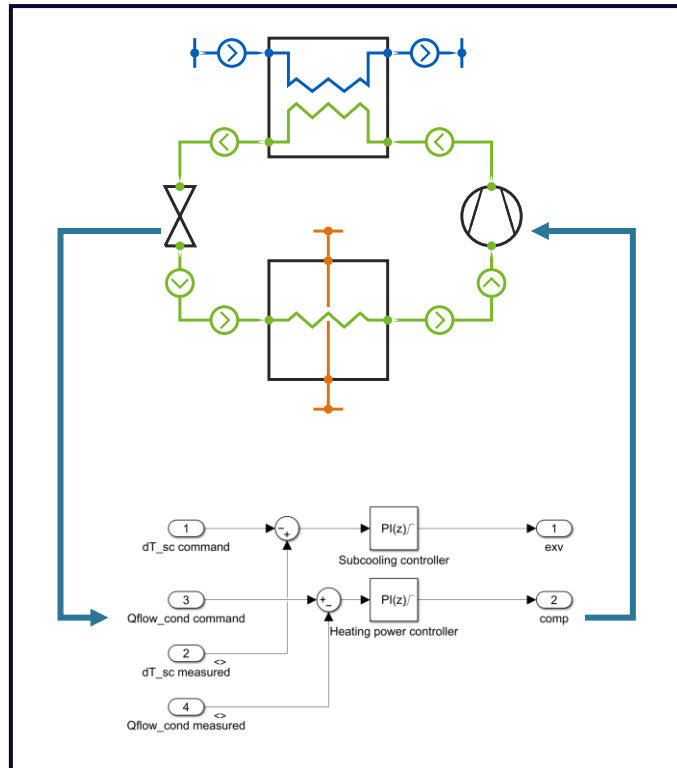 1
dT_sc command
−
+
PI(z)
Subcooling controller
1
exv
3
Qflow_cond command
+
−
PI(z)
Heating power controller
2
comp
2
<>
dT_sc measured
4
<>
Qflow_cond measured